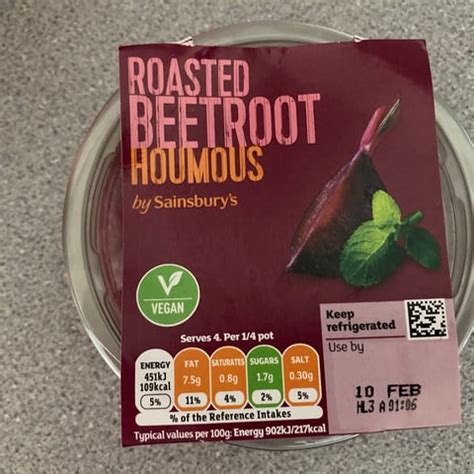 ROASTED
BEETROOT
HOUMOUS
by Sainsbury's
V
VEGAN
Serves 4. Per 1/4 pot
ENERGY
451kJ
109kcal
5%
FAT
7.5g
11%
SATURATES
0.8g
4%
SUGARS
1.7g
2%
SALT
0.30g
5%
% of the Reference Intakes
Typical values per 100g: Energy 902kJ/217kcal
Keep
refrigerated
Use by
10 FEB
HL3 A 01:06